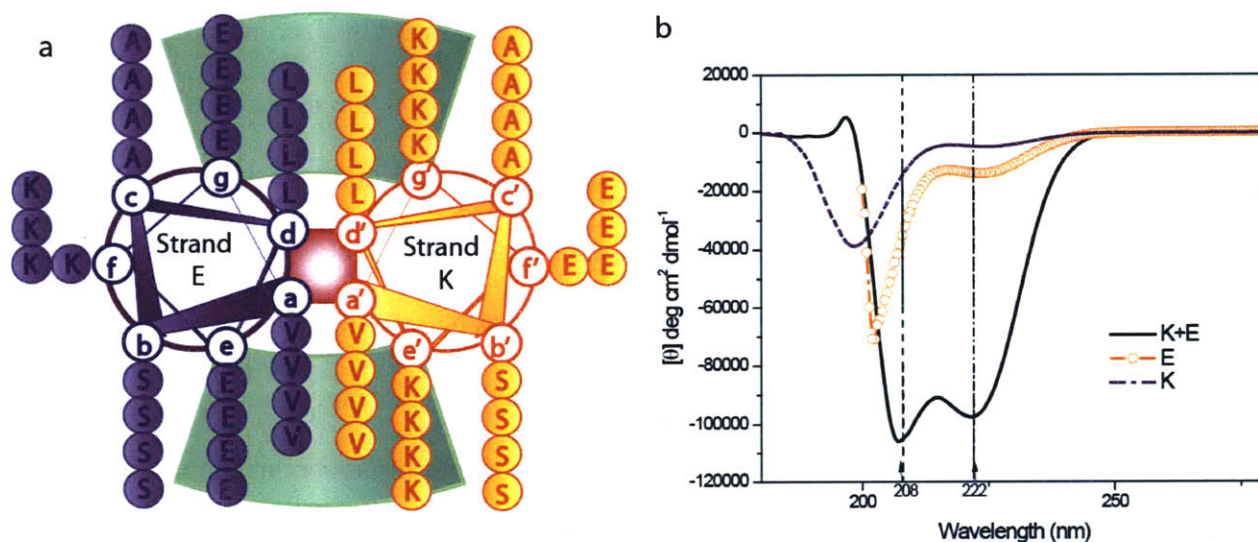 a
A A A A
E E E E
L L L L
L L L L
K K K K
A A A A
K K K K
E E E E
c g d d' g' c'
f Strand E
Strand K f'
b e a a' e' b'
S S S S
E E E E
V V V V
V V V V
K K K K
S S S S
b
20000
0
-20000
-40000
-60000
-80000
-100000
-120000
[θ] deg cm² dmol⁻¹
K+E
E
K
200 208 222' 250
Wavelength (nm)